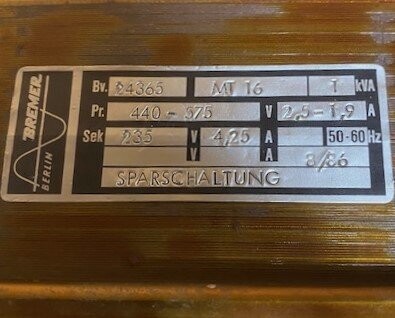 BREMER
BERLIN
Bv. 24365 MT 16 1 kVA
Pr. 440-575 V 2,5-1,9 A
Sek 235 V 4,25 A 50-60 Hz
V A 8/86
SPARSCHALTUNG